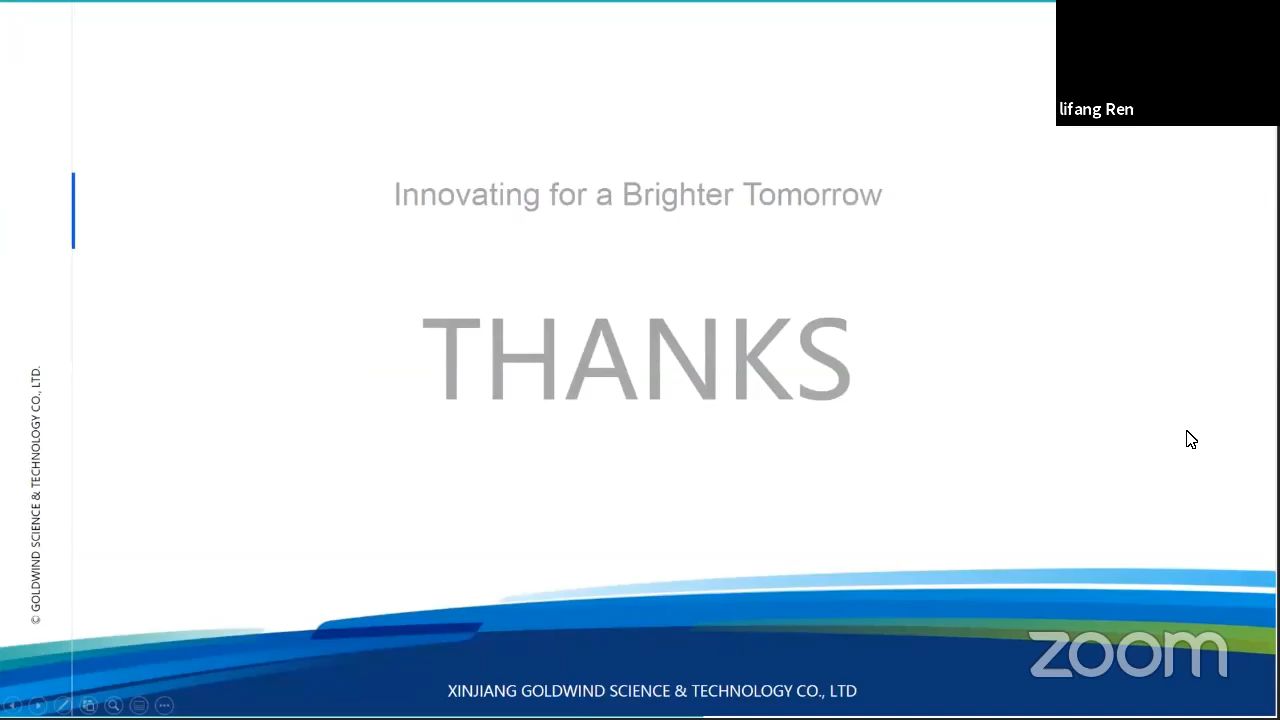 lifang Ren
Innovating for a Brighter Tomorrow
THANKS
© GOLDWIND SCIENCE & TECHNOLOGY CO., LTD.
zoom
XINJIANG GOLDWIND SCIENCE & TECHNOLOGY CO., LTD